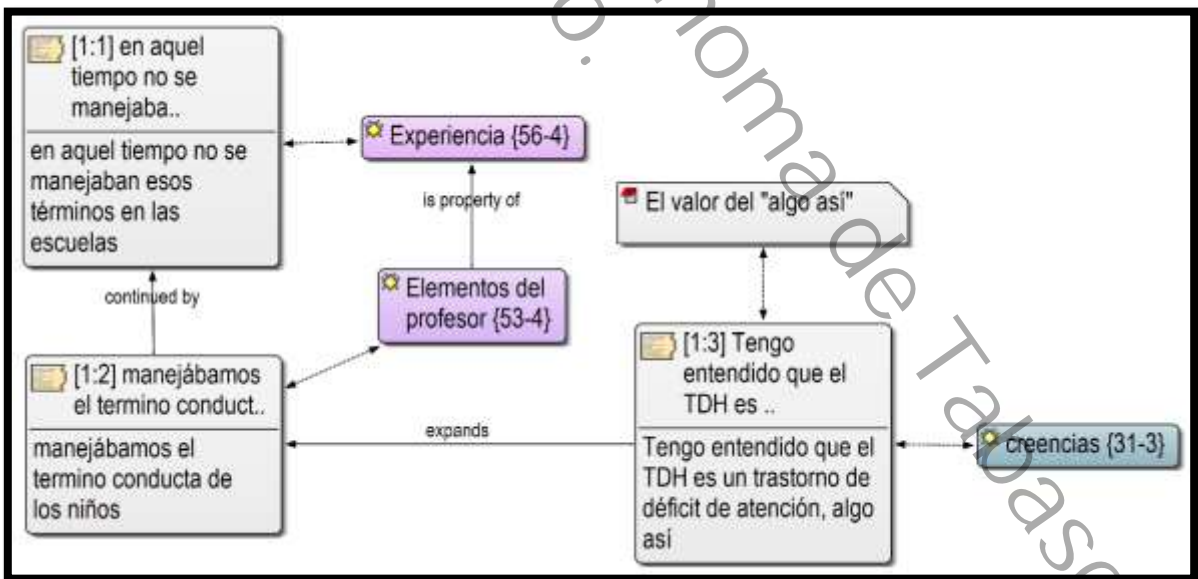 [1:1] en aquel
tiempo no se
manejaba..
en aquel tiempo no se
manejaban esos
términos en las
escuelas
Experiencia {56-4}
is property of
El valor del "algo así"
continued by
Elementos del
profesor {53-4}
[1:2] manejábamos
el termino conduct..
manejábamos el
termino conducta de
los niños
expands
[1:3] Tengo
entendido que el
TDH es ..
Tengo entendido que el
TDH es un trastorno de
déficit de atención, algo
así
creencias {31-3}
noma de Tabasc
o.